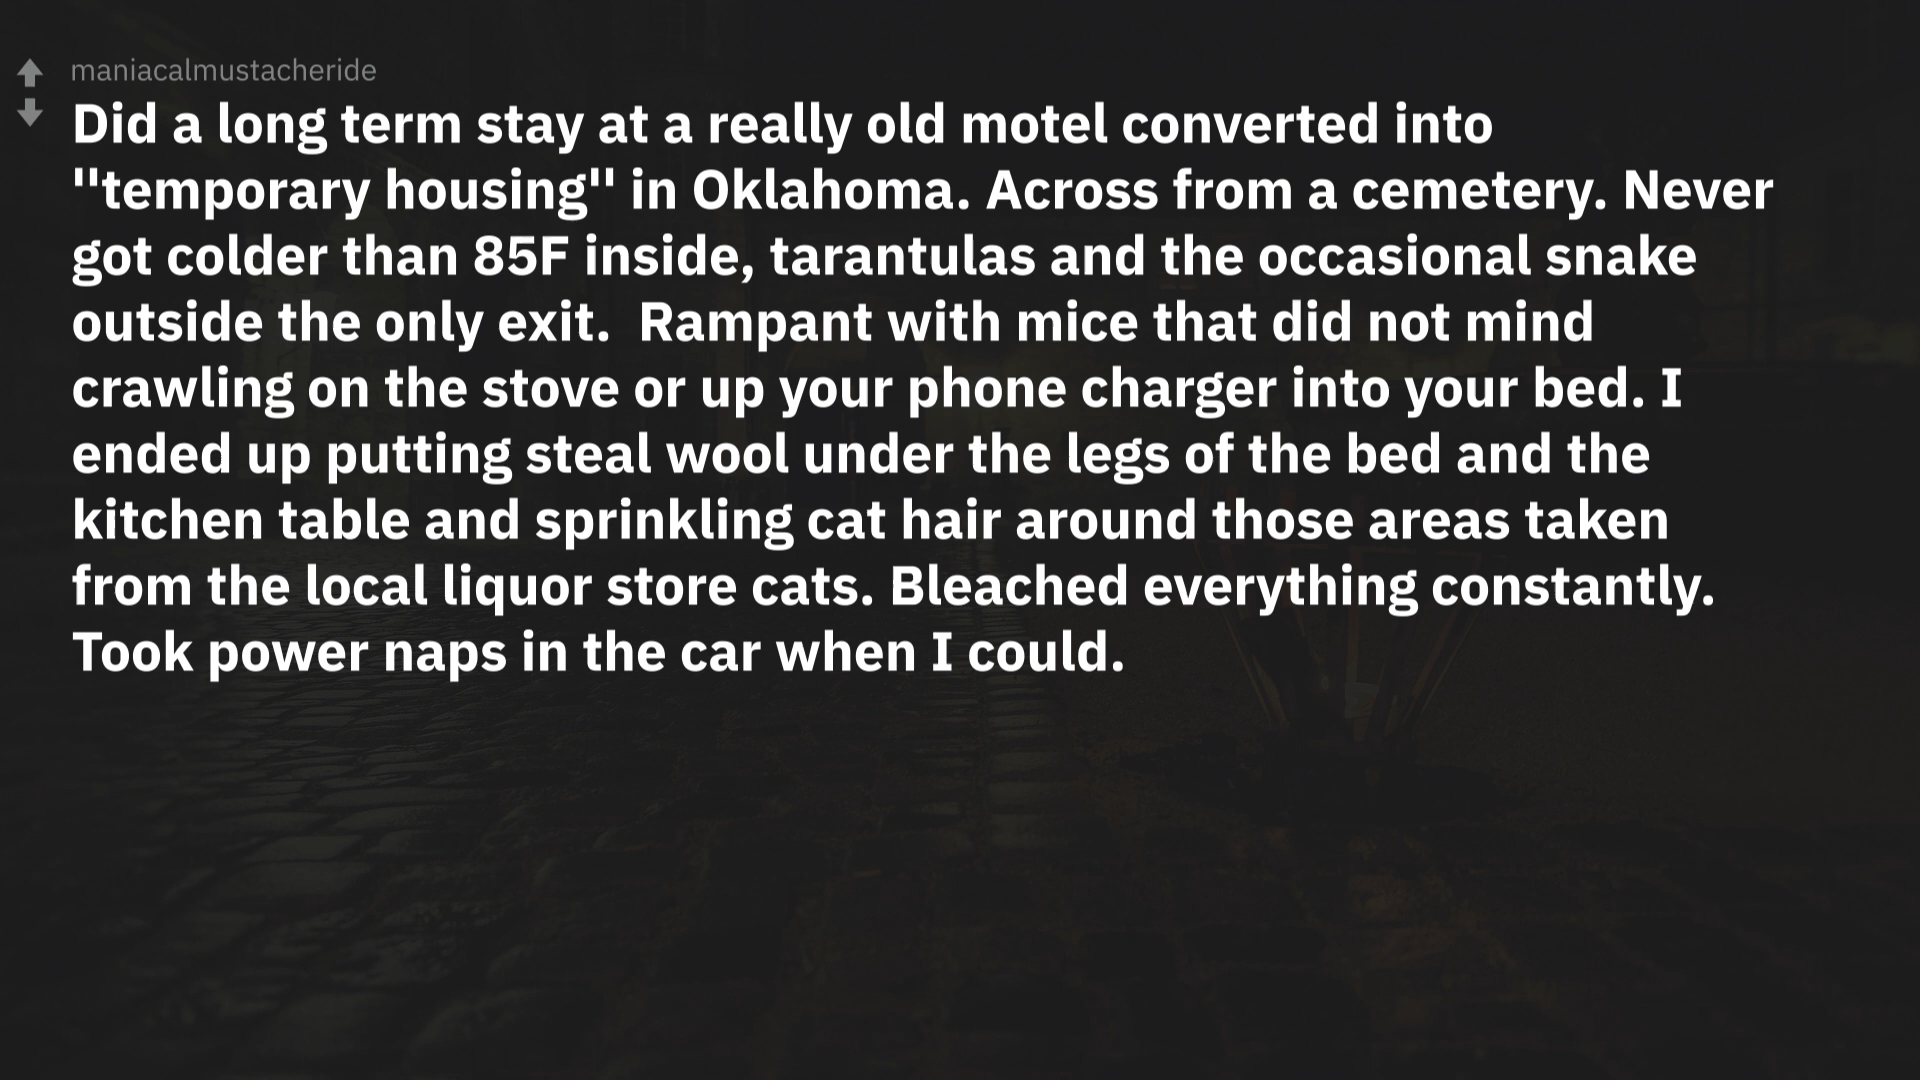 maniacalmustacheride
Did a long term stay at a really old motel converted into
"temporary housing" in Oklahoma. Across from a cemetery. Never
got colder than 85F inside, tarantulas and the occasional snake
outside the only exit.  Rampant with mice that did not mind
crawling on the stove or up your phone charger into your bed. I
ended up putting steal wool under the legs of the bed and the
kitchen table and sprinkling cat hair around those areas taken
from the local liquor store cats. Bleached everything constantly.
Took power naps in the car when I could.